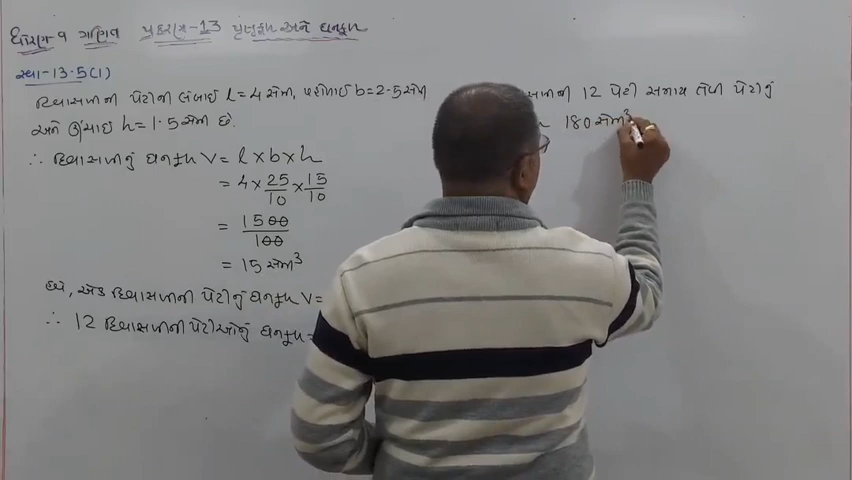 ધોરણ-૧ ગણિત પ્રકરણ-13 પૃષ્ઠફળ અને ઘનફળ
સ્વા-13.5(1)
દિવાસળીની પેટીની લંબાઈ l = 4 સેમી, પહોળાઈ b = 2.5 સેમી
અને ઊંચાઈ h = 1.5 સેમી છે.
∴ દિવાસળીનું ઘનફળ V = l × b × h
= 4 × 25/10 × 15/10
= 1500/100
= 15 સેમી³
હવે, એક દિવાસળીની પેટીનું ઘનફળ V =
∴ 12 દિવાસળીની પેટીઓનું ઘનફળ =
12 પેટી સમાય તેવી પેટીનું
180 સેમી³